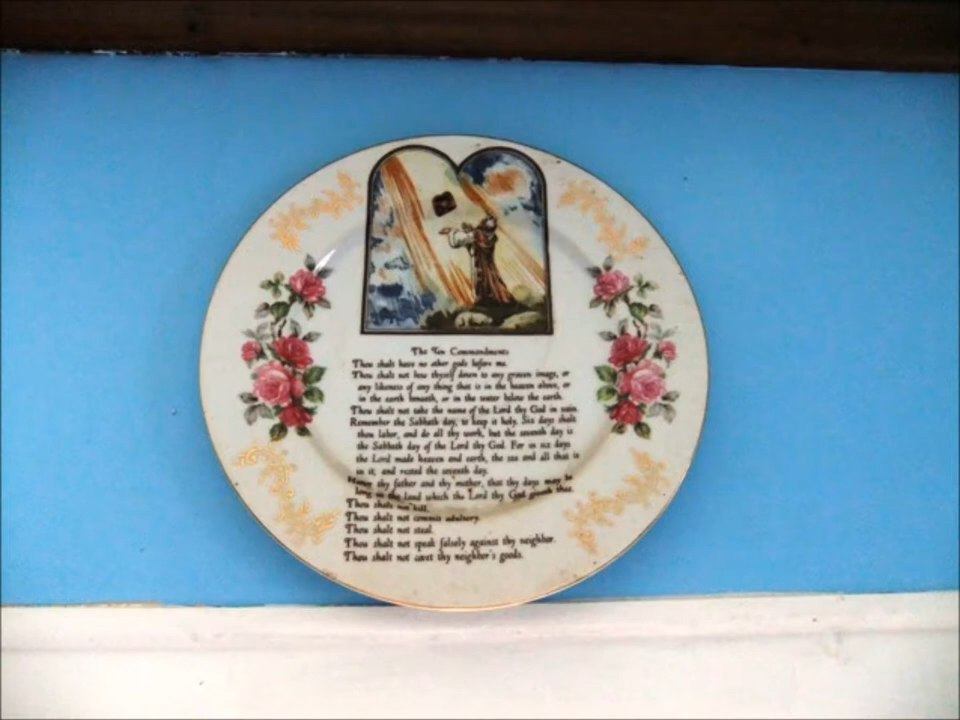 The Ten Commandments
Thou shalt have no other gods before me.
Thou shalt not bow thyself down to any graven image, or
any likeness of any thing that is in the heaven above, or
in the earth beneath, or in the water below the earth.
Thou shalt not take the name of the Lord thy God in vain.
Remember the Sabbath day, to keep it holy. Six days shalt
thou labor, and do all thy work, but the seventh day is
the Sabbath day of the Lord thy God. For in six days
the Lord made heaven and earth, the sea and all that is
in it; and rested the seventh day.
Honor thy father and thy mother, that thy days may be
long in the land which the Lord thy God giveth thee.
Thou shalt not kill.
Thou shalt not commit adultery.
Thou shalt not steal.
Thou shalt not speak falsely against thy neighbor.
Thou shalt not covet thy neighbor's goods.